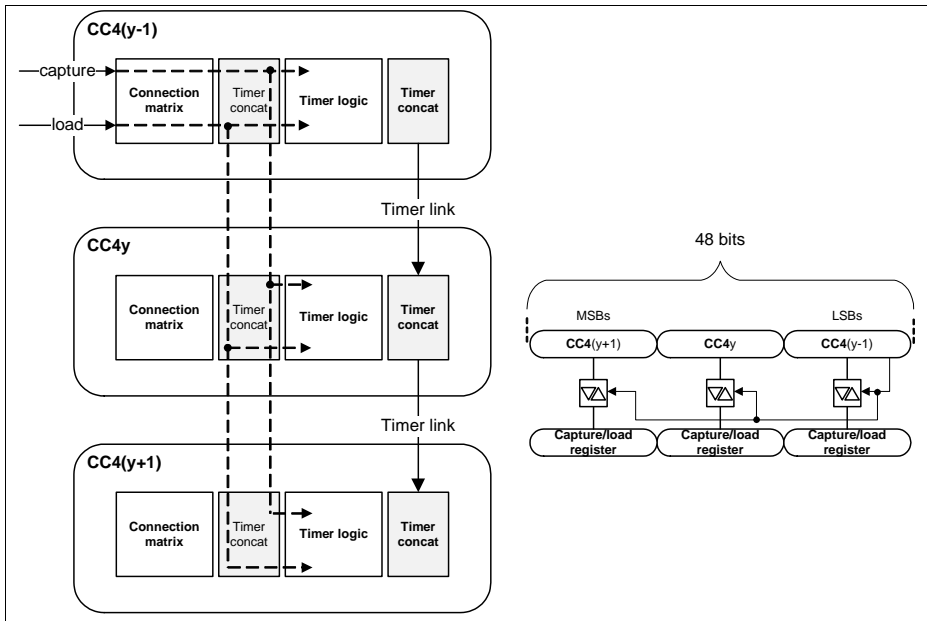 CC4(y-1)
capture
load
Connection
matrix
Timer
concat
Timer logic
Timer
concat
Timer link
CC4y
Connection
matrix
Timer
concat
Timer logic
Timer
concat
Timer link
CC4(y+1)
Connection
matrix
Timer
concat
Timer logic
Timer
concat
48 bits
MSBs
LSBs
CC4(y+1)
CC4y
CC4(y-1)
Capture/load
register
Capture/load
register
Capture/load
register